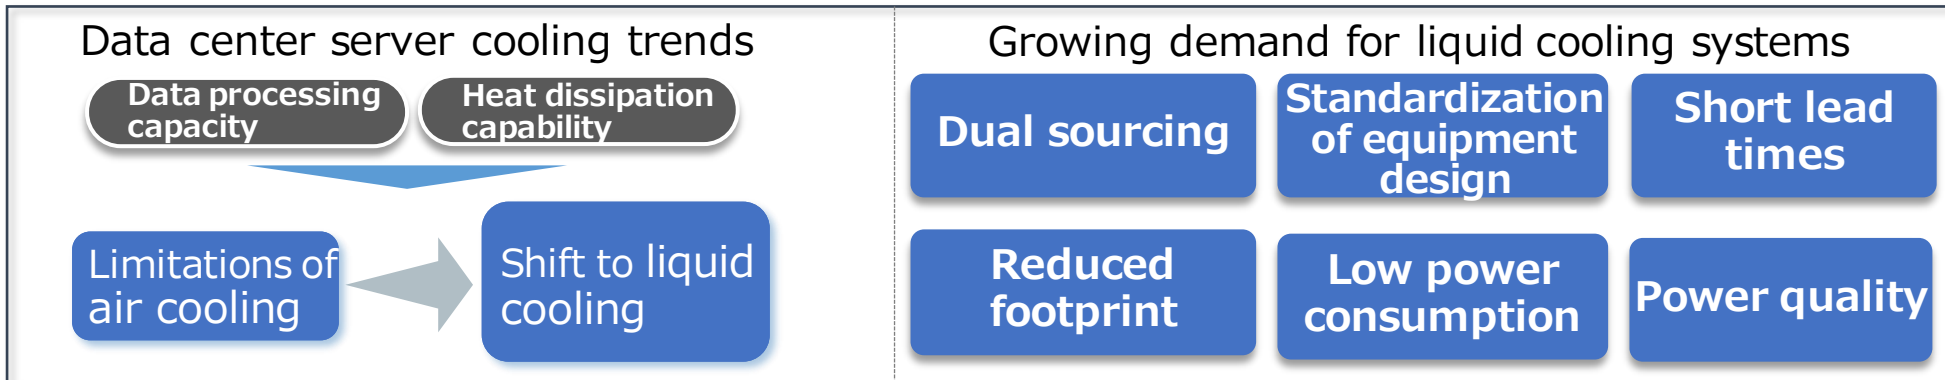 Data center server cooling trends
Data processing
capacity
Heat dissipation
capability
Limitations of
air cooling
Shift to liquid
cooling
Growing demand for liquid cooling systems
Dual sourcing
Standardization
of equipment
design
Short lead
times
Reduced
footprint
Low power
consumption
Power quality